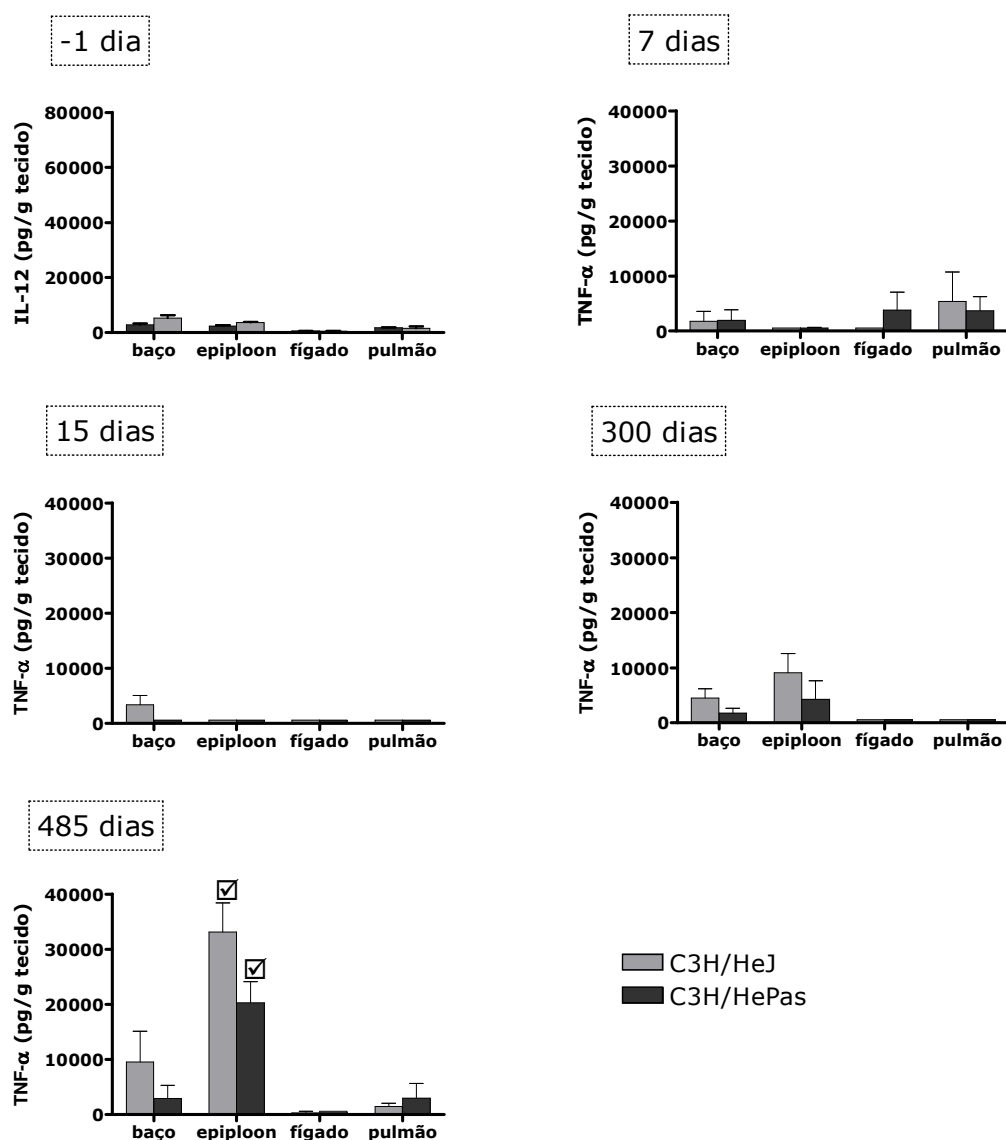 -1 dia
IL-12 (pg/g tecido)
80000
60000
40000
20000
0
baço epiploon fígado pulmão
7 dias
TNF-α (pg/g tecido)
40000
30000
20000
10000
0
baço epiploon fígado pulmão
15 dias
TNF-α (pg/g tecido)
40000
30000
20000
10000
0
baço epiploon fígado pulmão
300 dias
TNF-α (pg/g tecido)
40000
30000
20000
10000
0
baço epiploon fígado pulmão
485 dias
TNF-α (pg/g tecido)
40000
30000
20000
10000
0
baço epiploon fígado pulmão
C3H/HeJ
C3H/HePas